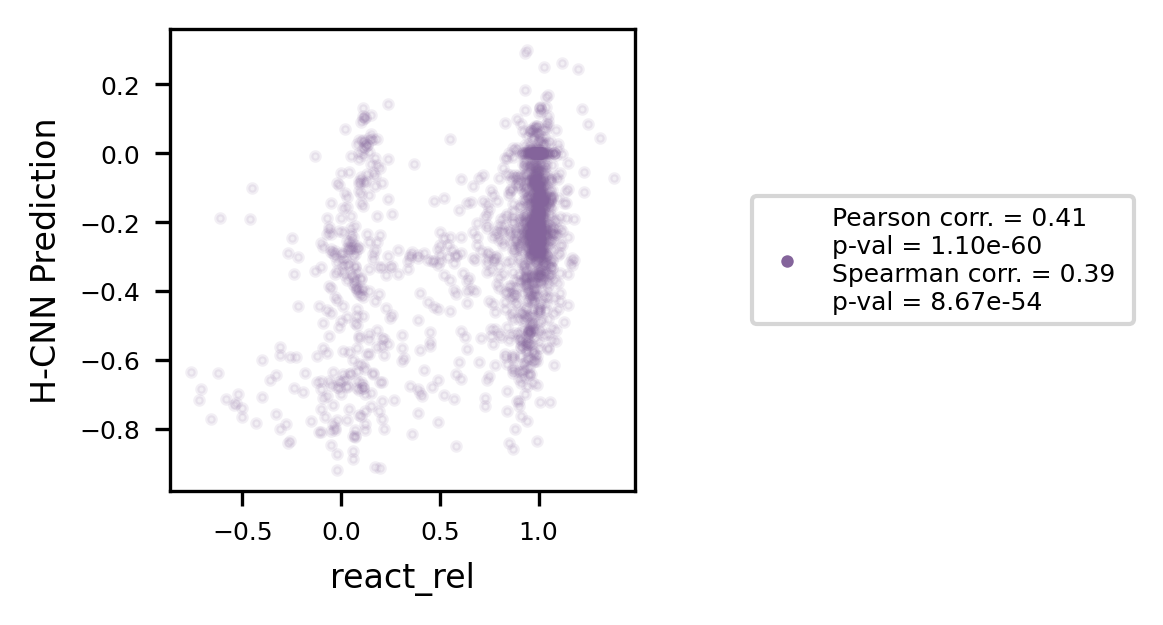 H-CNN Prediction
0.2
0.0
−0.2
−0.4
−0.6
−0.8
−0.5
0.0
0.5
1.0
react_rel
Pearson corr. = 0.41
p-val = 1.10e-60
Spearman corr. = 0.39
p-val = 8.67e-54